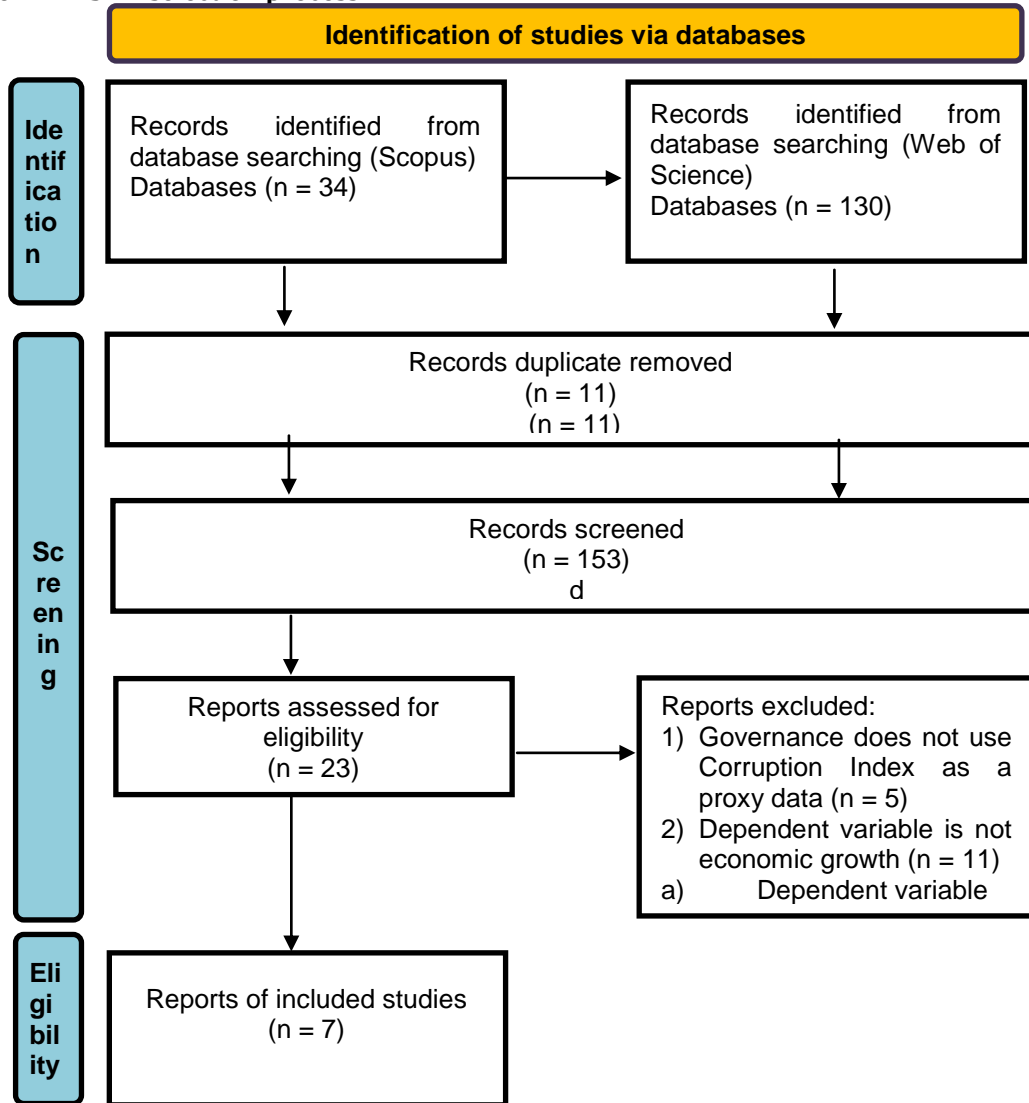 Identification of studies via databases
Ide
ntif
ica
tio
n
Records identified from
database searching (Scopus)
Databases (n = 34)
Records identified from
database searching (Web of
Science)
Databases (n = 130)
Sc
re
en
in
g
Records duplicate removed
(n = 11)
(n = 11)
Records screened
(n = 153)
d
Reports assessed for
eligibility
(n = 23)
Reports excluded:
1) Governance does not use
Corruption Index as a
proxy data (n = 5)
2) Dependent variable is not
economic growth (n = 11)
a) Dependent variable
Eli
gi
bil
ity
Reports of included studies
(n = 7)